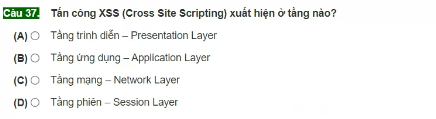 Câu 37. Tấn công XSS (Cross Site Scripting) xuất hiện ở tầng nào?
(A) Tầng trình diễn – Presentation Layer
(B) Tầng ứng dụng – Application Layer
(C) Tầng mạng – Network Layer
(D) Tầng phiên – Session Layer